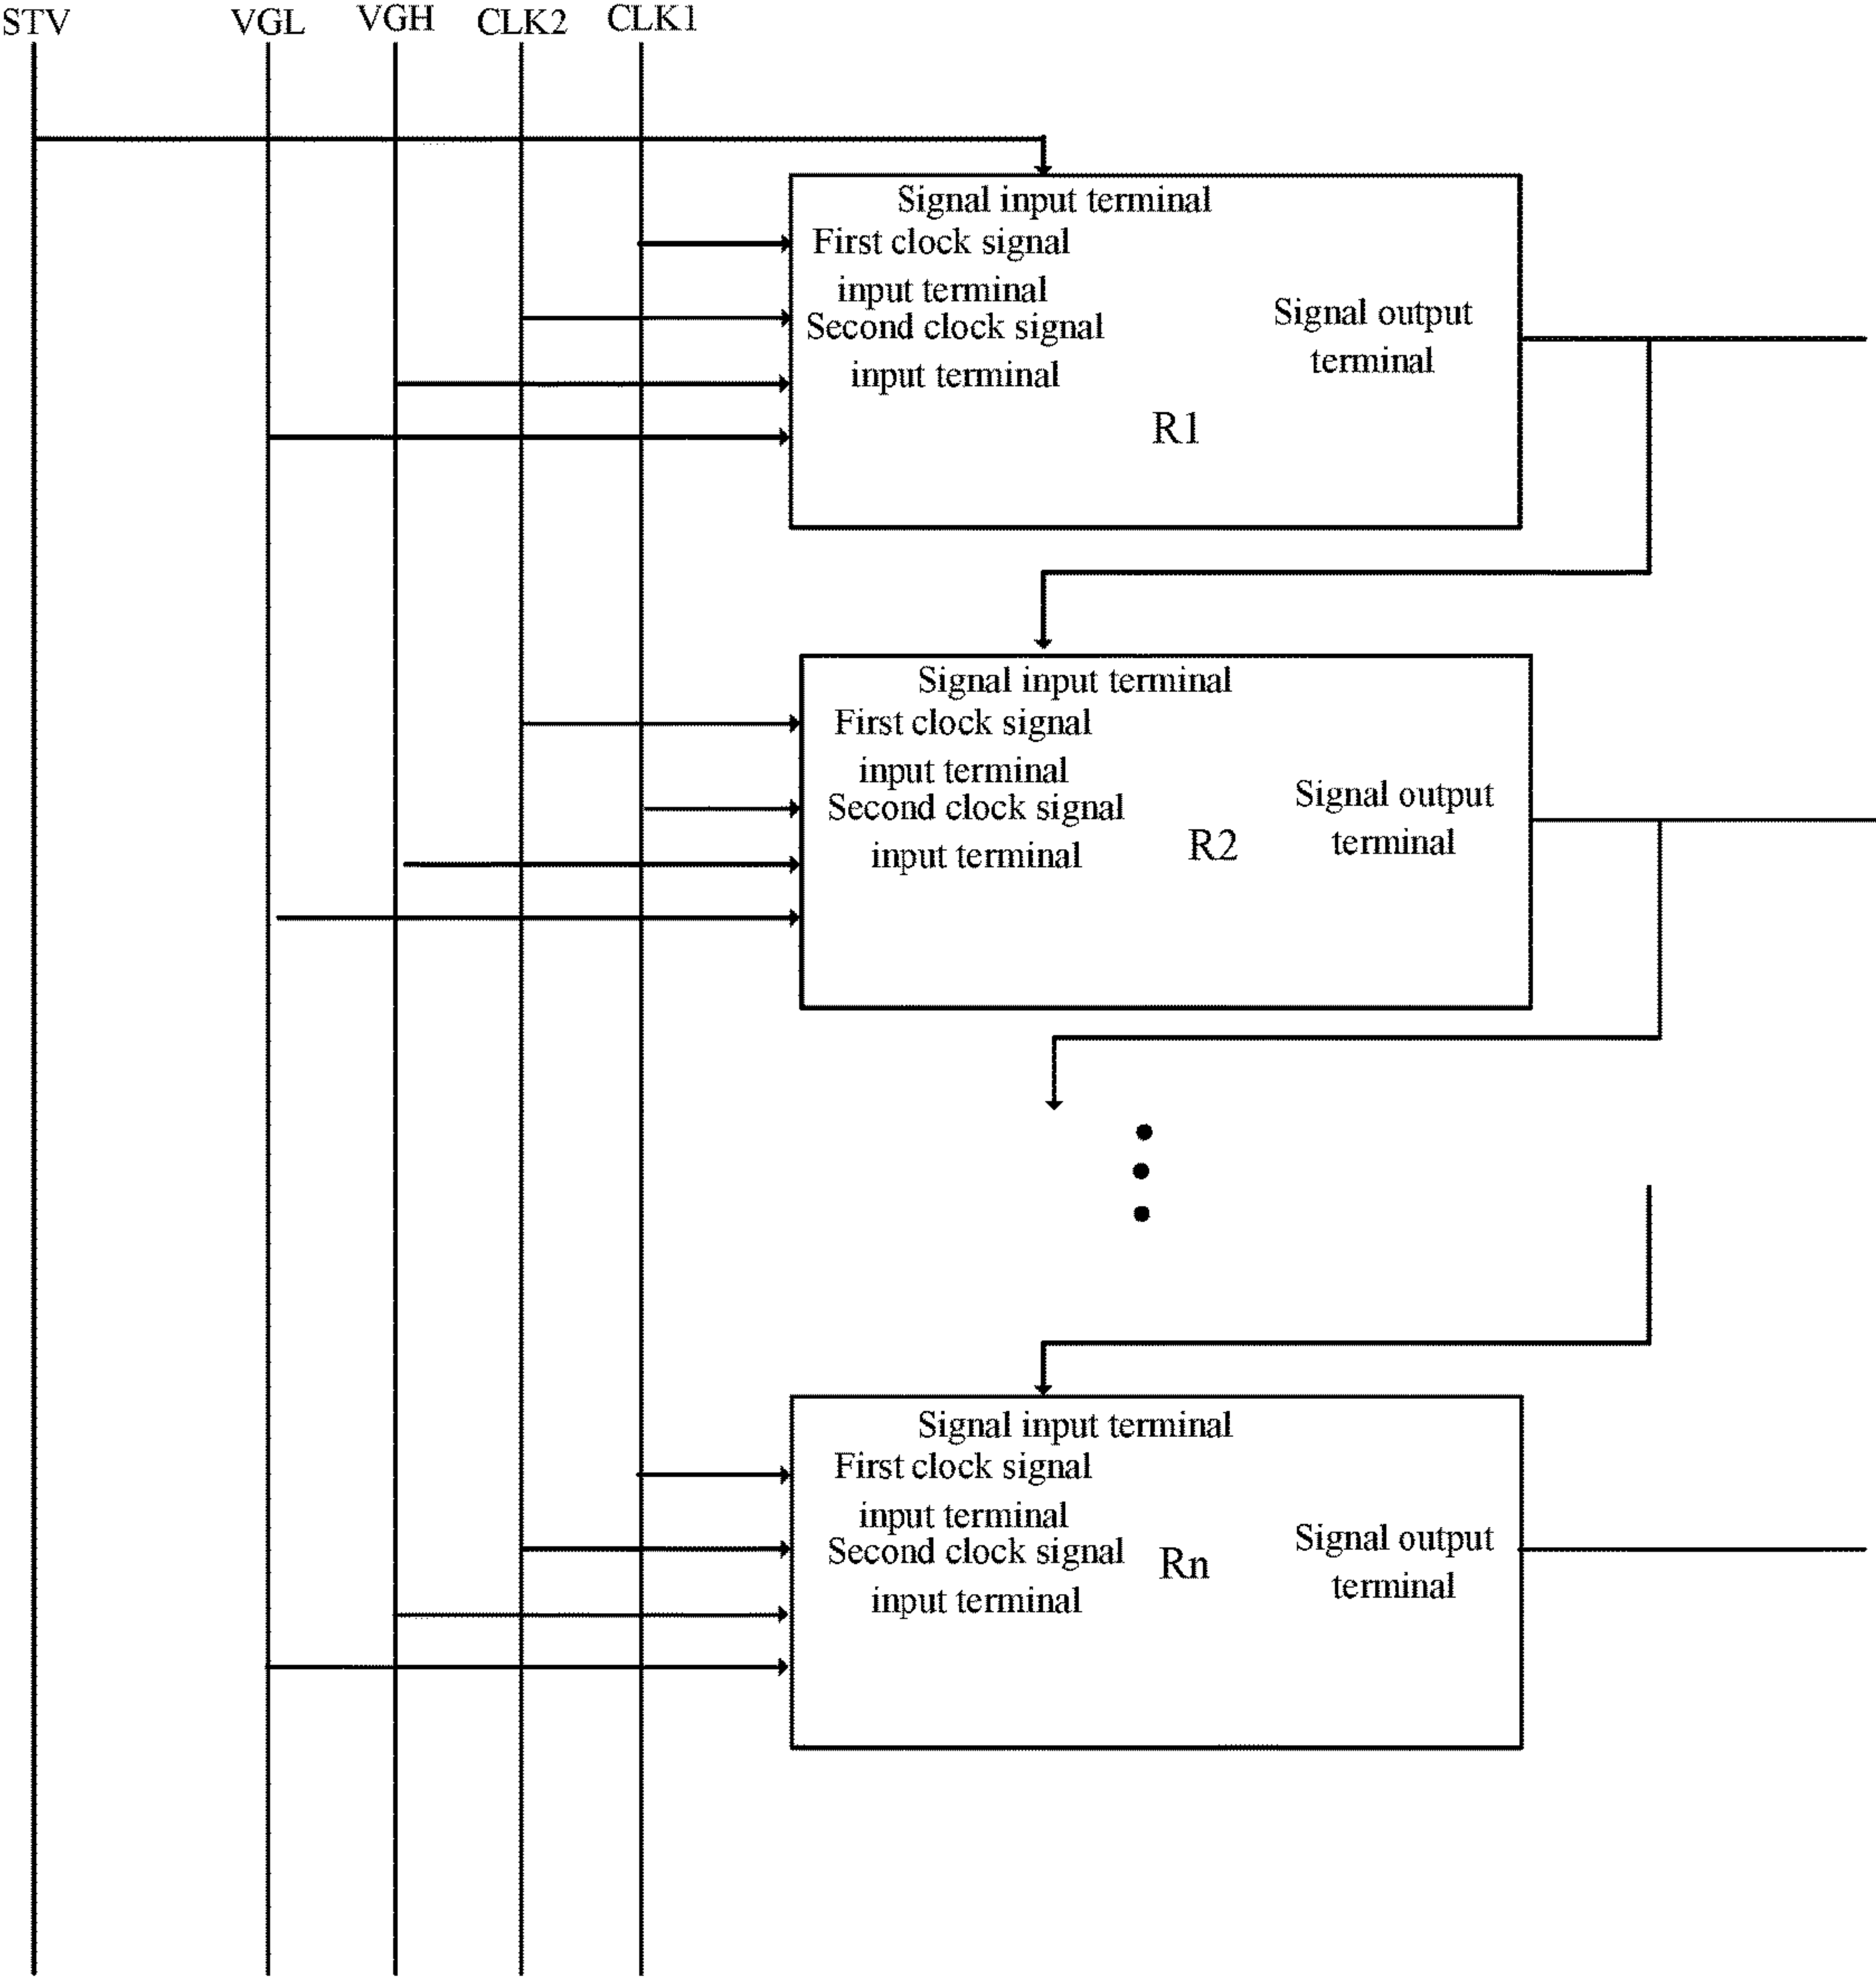 STV
VGL
VGH
CLK2
CLK1
Signal input terminal
First clock signal
input terminal
Second clock signal
input terminal
Signal output
terminal
R1
Signal input terminal
First clock signal
input terminal
Second clock signal
input terminal
Signal output
terminal
R2
Signal input terminal
First clock signal
input terminal
Second clock signal
input terminal
Signal output
terminal
Rn